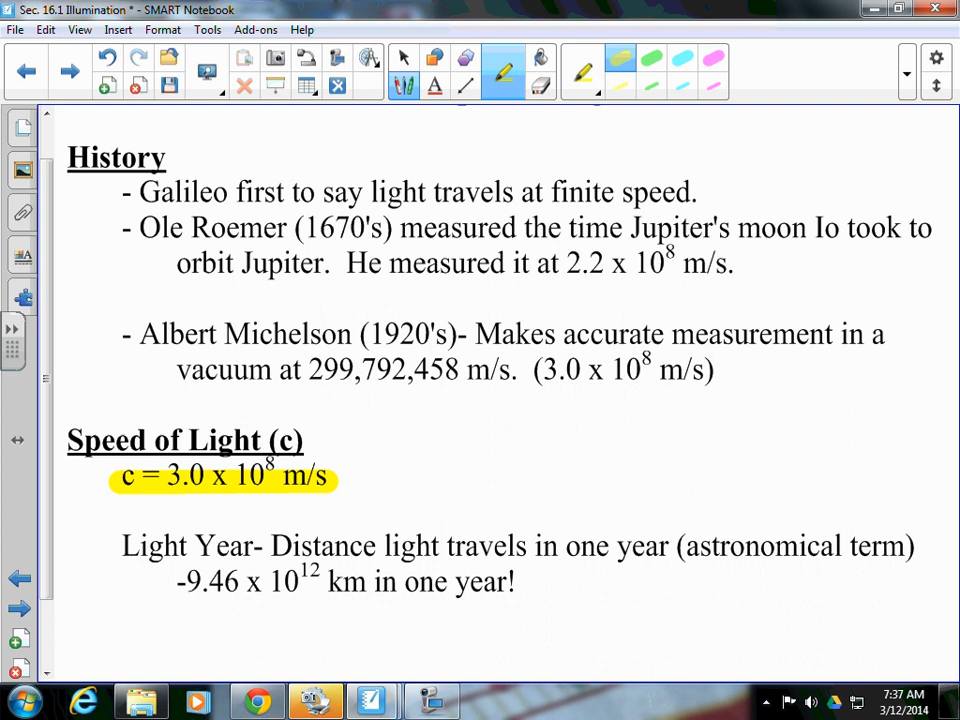 Sec. 16.1 Illumination * - SMART Notebook
File Edit View Insert Format Tools Add-ons Help
History
- Galileo first to say light travels at finite speed.
- Ole Roemer (1670's) measured the time Jupiter's moon Io took to
orbit Jupiter. He measured it at 2.2 x 10⁸ m/s.
- Albert Michelson (1920's)- Makes accurate measurement in a
vacuum at 299,792,458 m/s. (3.0 x 10⁸ m/s)
Speed of Light (c)
c = 3.0 x 10⁸ m/s
Light Year- Distance light travels in one year (astronomical term)
-9.46 x 10¹² km in one year!
7:37 AM
3/12/2014